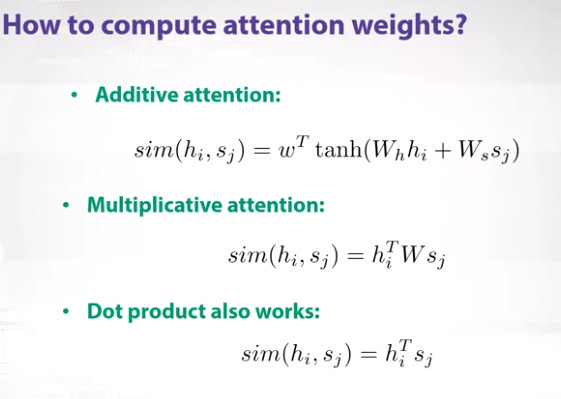 How to compute attention weights?
• Additive attention:
sim(h_i, s_j) = w^T tanh(W_h h_i + W_s s_j)
• Multiplicative attention:
sim(h_i, s_j) = h_i^T W s_j
• Dot product also works:
sim(h_i, s_j) = h_i^T s_j